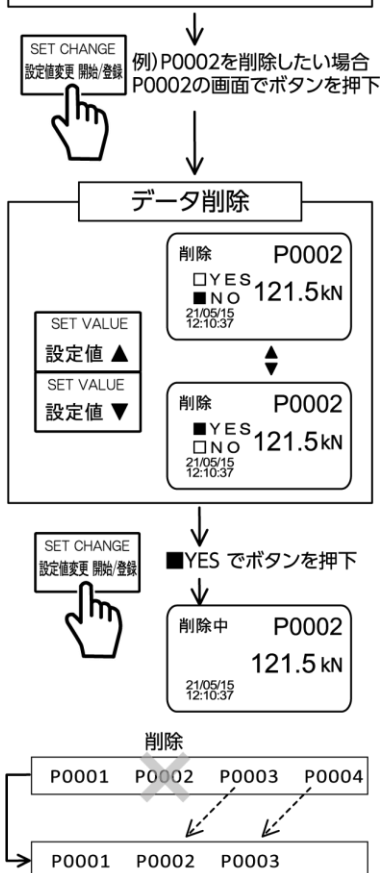 SET CHANGE
設定値変更 開始/登録
例)P0002を削除したい場合
P0002の画面でボタンを押下
データ削除
削除 P0002
□YES
■NO 121.5kN
21/05/15
12:10:37
SET VALUE
設定値 ▲
SET VALUE
設定値 ▼
削除 P0002
■YES
□NO 121.5kN
21/05/15
12:10:37
SET CHANGE
設定値変更 開始/登録
■YES でボタンを押下
削除中 P0002
121.5kN
21/05/15
12:10:37
削除
P0001 P0002 P0003 P0004
P0001 P0002 P0003